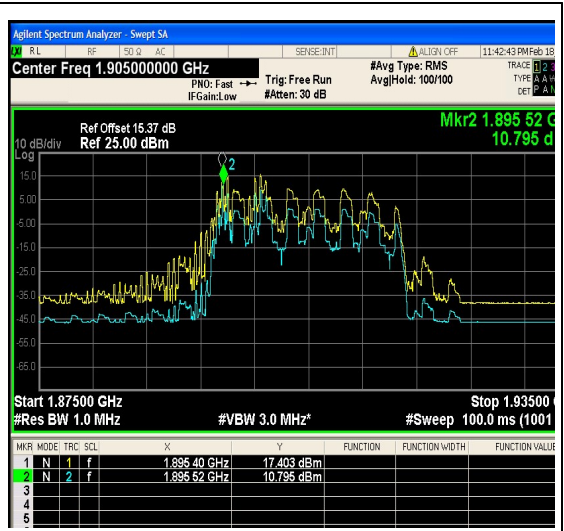 Agilent Spectrum Analyzer - Swept SA
LXI RL RF 50 Ω AC SENSE:INT ALIGN OFF 11:42:43 PM Feb 18
Center Freq 1.905000000 GHz #Avg Type: RMS TRACE 1 2 3
PNO: Fast Trig: Free Run Avg|Hold: 100/100 TYPE A A W
IFGain:Low #Atten: 30 dB DET P A N
Mkr2 1.895 52 G
Ref Offset 15.37 dB 10.795 d
10 dB/div Ref 25.00 dBm
Log
2
15.0
5.00
-5.00
-15.0
-25.0
-35.0
-45.0
-55.0
-65.0
Start 1.87500 GHz Stop 1.93500
#Res BW 1.0 MHz #VBW 3.0 MHz* #Sweep 100.0 ms (1001
MKR MODE TRC SCL X Y FUNCTION FUNCTION WIDTH FUNCTION VALUE
1 N 1 f 1.895 40 GHz 17.403 dBm
2 N 2 f 1.895 52 GHz 10.795 dBm
3
4
5